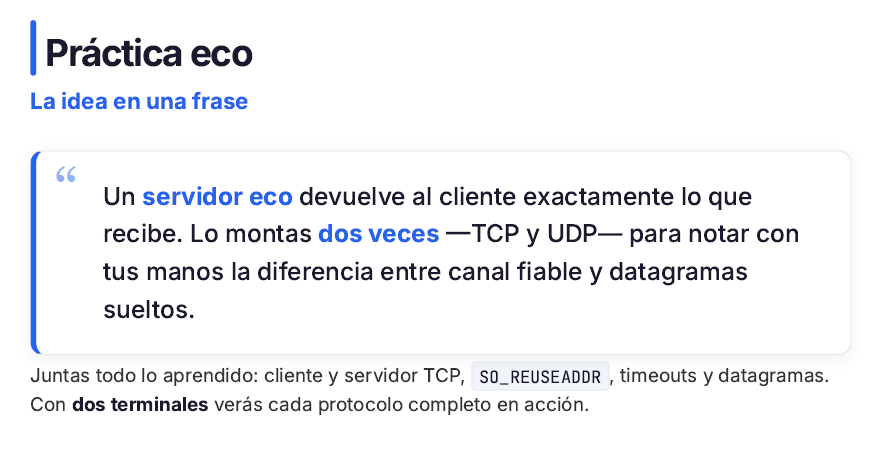 Práctica eco
La idea en una frase
“
Un servidor eco devuelve al cliente exactamente lo que
recibe. Lo montas dos veces —TCP y UDP— para notar con
tus manos la diferencia entre canal fiable y datagramas
sueltos.
Juntas todo lo aprendido: cliente y servidor TCP, SO_REUSEADDR, timeouts y datagramas.
Con dos terminales verás cada protocolo completo en acción.